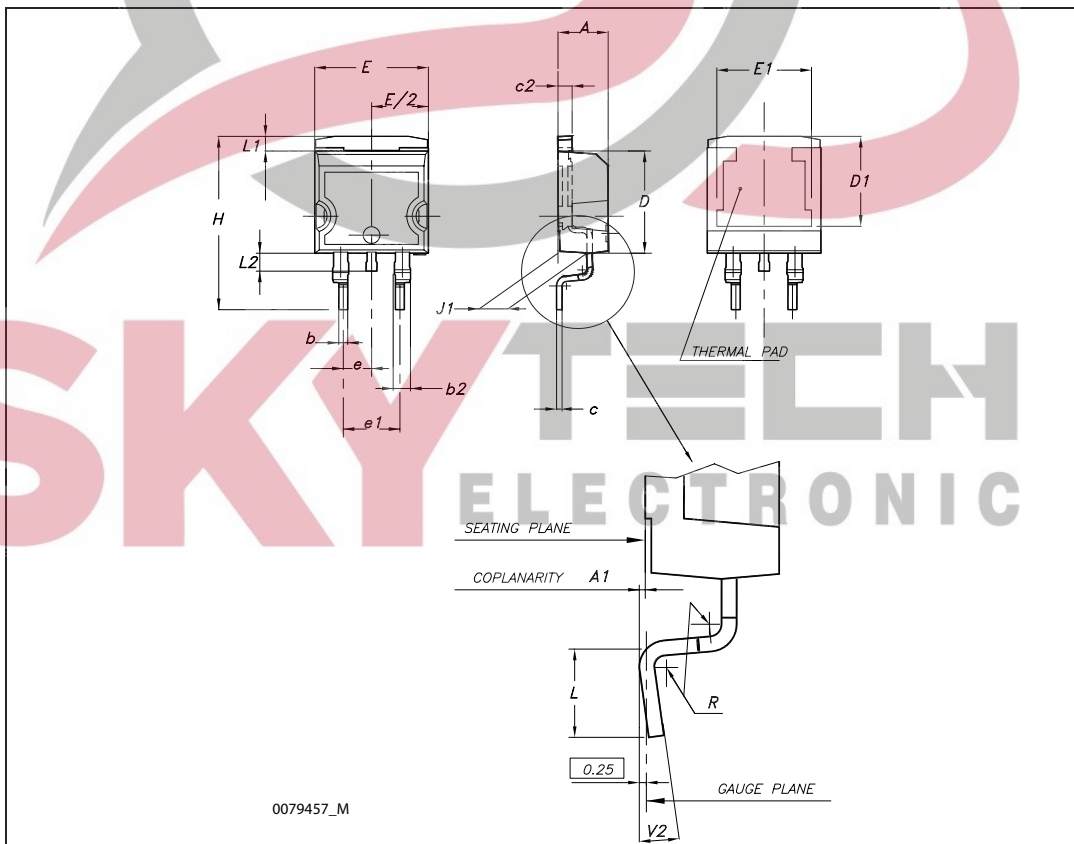 A
E
E1
c2
E/2
L1
D1
H
D
L2
J1
THERMAL PAD
b
e
b2
c
e1
SKYTECH
ELECTRONIC
SEATING PLANE
COPLANARITY A1
L
R
0.25
GAUGE PLANE
0079457_M
V2